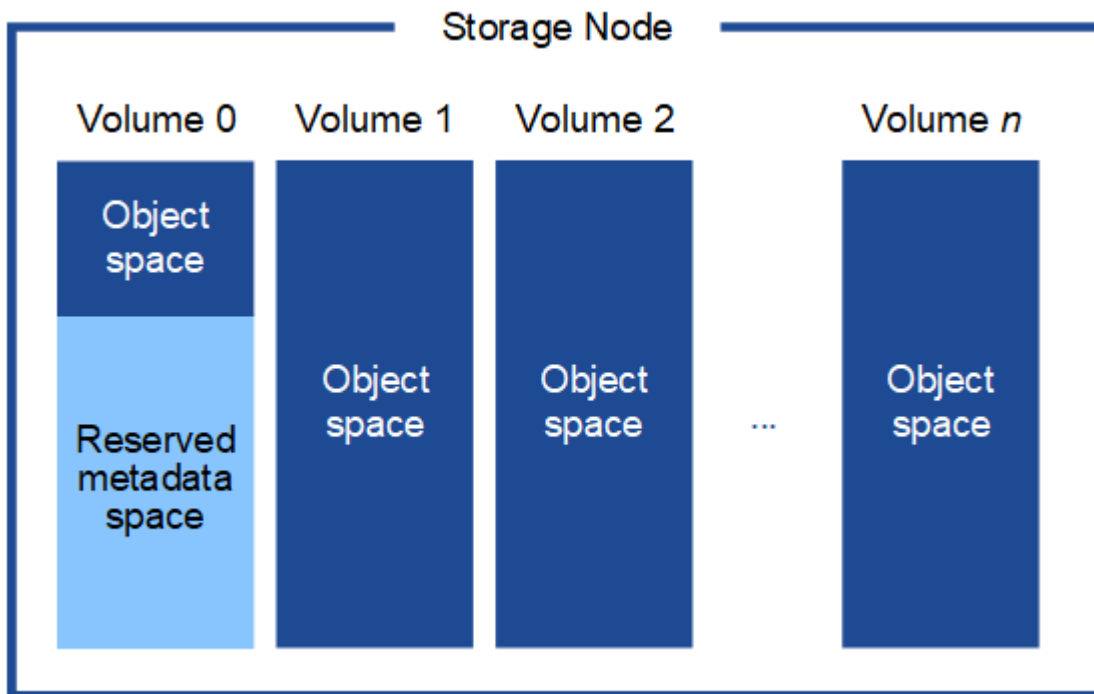 Storage Node
Volume 0
Volume 1
Volume 2
Volume n
Object
space
Reserved
metadata
space
Object
space
Object
space
...
Object
space